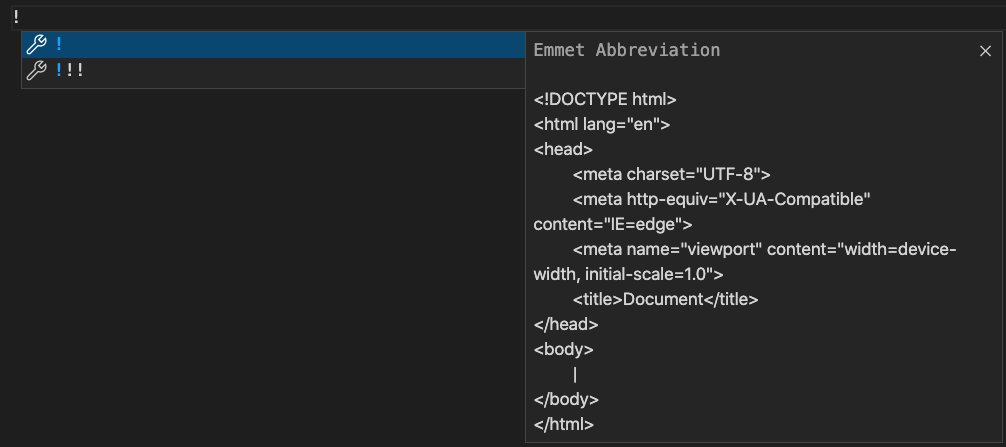 !
!
!!!
Emmet Abbreviation
<!DOCTYPE html>
<html lang="en">
<head>
    <meta charset="UTF-8">
    <meta http-equiv="X-UA-Compatible"
content="IE=edge">
    <meta name="viewport" content="width=device-
width, initial-scale=1.0">
    <title>Document</title>
</head>
<body>
    |
</body>
</html>